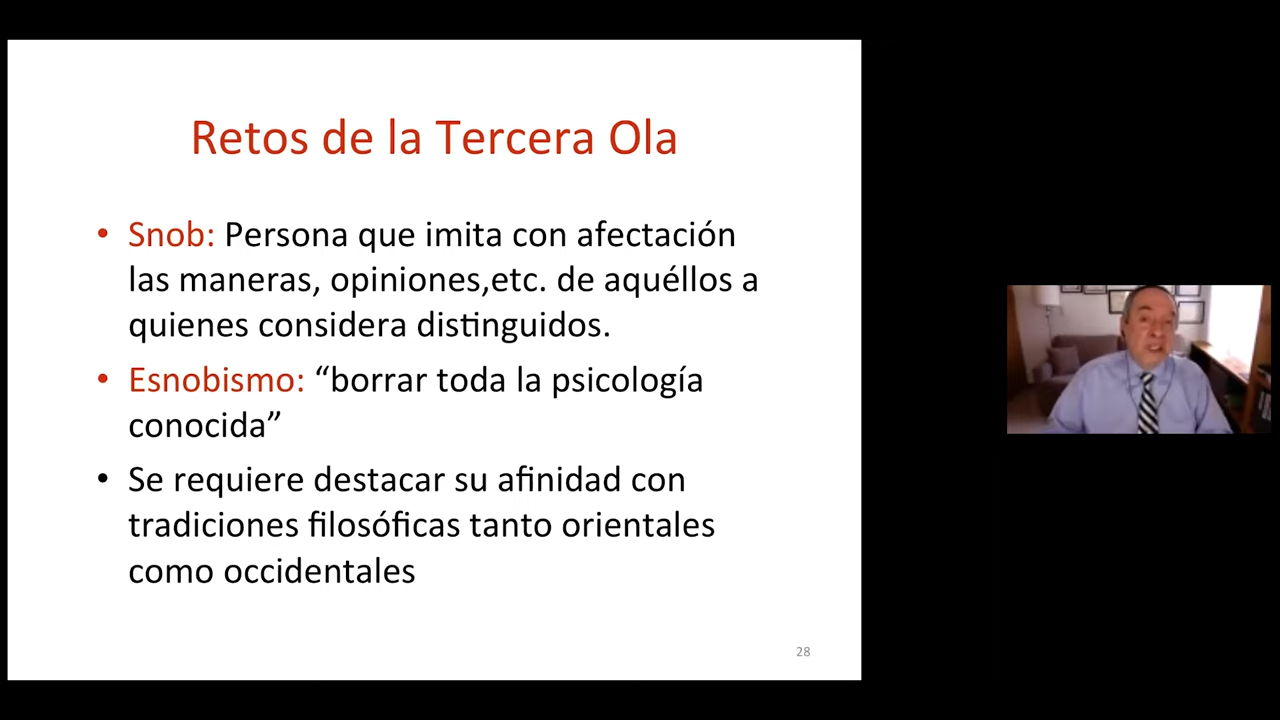 Retos de la Tercera Ola
• Snob: Persona que imita con afectación
las maneras, opiniones,etc. de aquéllos a
quienes considera distinguidos.
• Esnobismo: “borrar toda la psicología
conocida”
• Se requiere destacar su afinidad con
tradiciones filosóficas tanto orientales
como occidentales
28